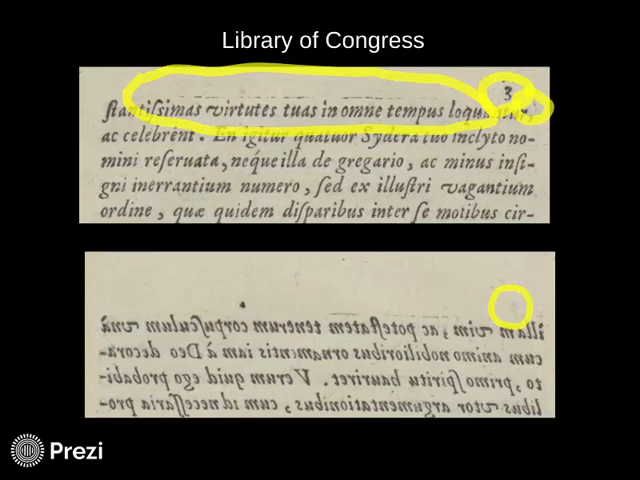 Library of Congress
3
ſtantiſsimas virtutes tuas in omne tempus loquantur,
ac celebrent. En igitur quatuor Sydera tuo inclyto no-
mini reſeruata, neque illa de gregario, ac minus inſi-
gni inerrantium numero, ſed ex illuſtri vagantium
ordine, quæ quidem diſparibus inter ſe motibus cir-
illam vim, ac poteſtatem tenerent corpuſculum vnà
cum animo nobilioribus ornamentis iam à Deo decora-
to, primo ſpiritu hauriret. Verum quid ego probabi-
libus vtor argumentationibus, cum id neceſſaria pro-
Prezi